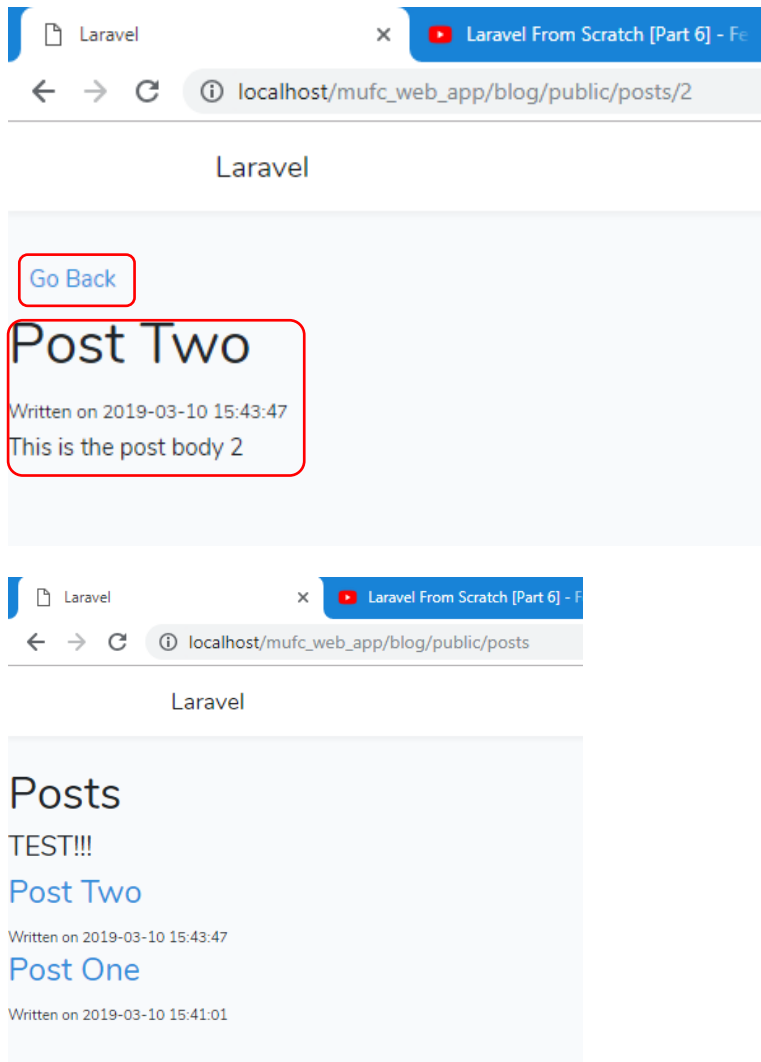 Laravel
Laravel From Scratch [Part 6] - Fe
localhost/mufc_web_app/blog/public/posts/2
Laravel
Go Back
Post Two
Written on 2019-03-10 15:43:47
This is the post body 2
Laravel
Laravel From Scratch [Part 6] - F
localhost/mufc_web_app/blog/public/posts
Laravel
Posts
TEST!!!
Post Two
Written on 2019-03-10 15:43:47
Post One
Written on 2019-03-10 15:41:01